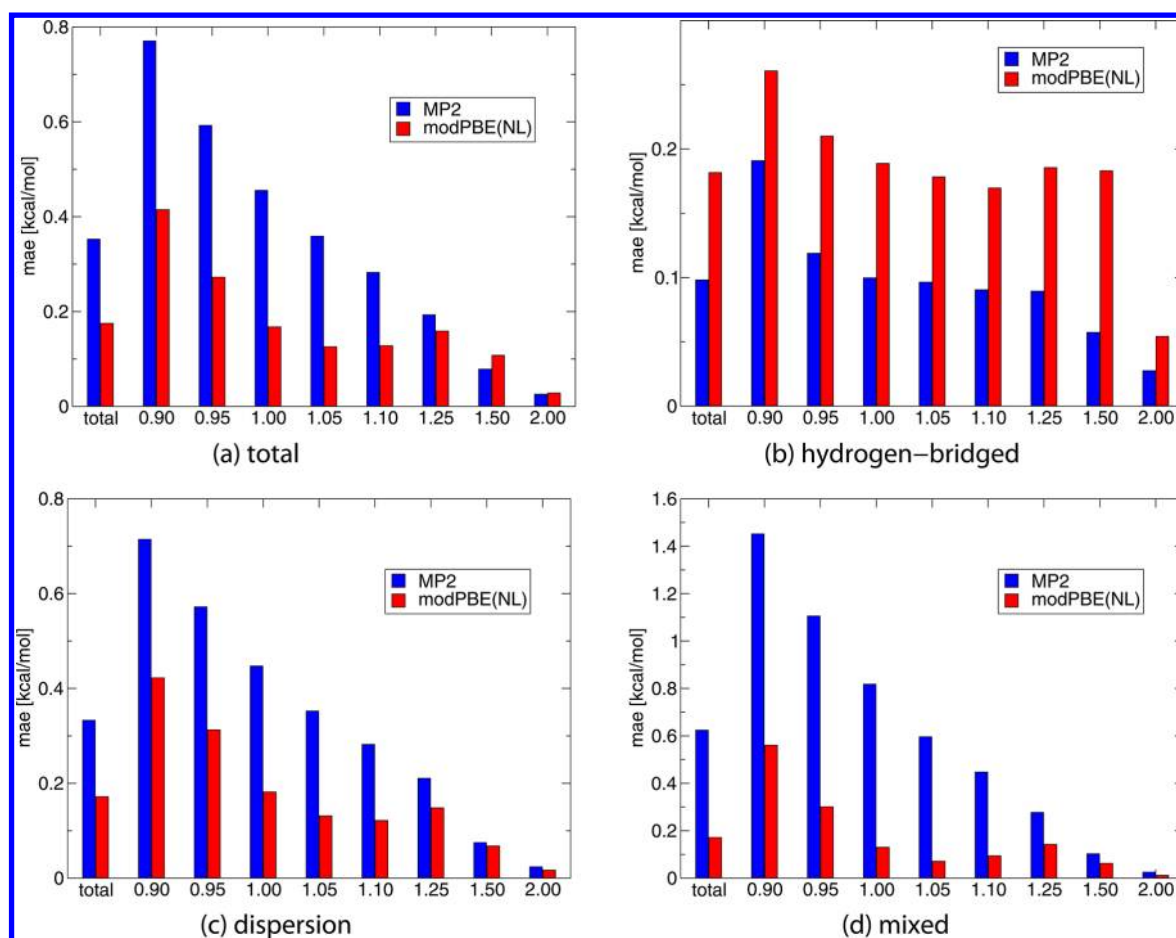 0.8
0.6
0.4
0.2
0
mae [kcal/mol]
MP2
modPBE(NL)
total 0.90 0.95 1.00 1.05 1.10 1.25 1.50 2.00
(a) total
0.2
0.1
0
mae [kcal/mol]
MP2
modPBE(NL)
total 0.90 0.95 1.00 1.05 1.10 1.25 1.50 2.00
(b) hydrogen−bridged
0.8
0.6
0.4
0.2
0
mae [kcal/mol]
MP2
modPBE(NL)
total 0.90 0.95 1.00 1.05 1.10 1.25 1.50 2.00
(c) dispersion
1.6
1.4
1.2
1
0.8
0.6
0.4
0.2
0
mae [kcal/mol]
MP2
modPBE(NL)
total 0.90 0.95 1.00 1.05 1.10 1.25 1.50 2.00
(d) mixed